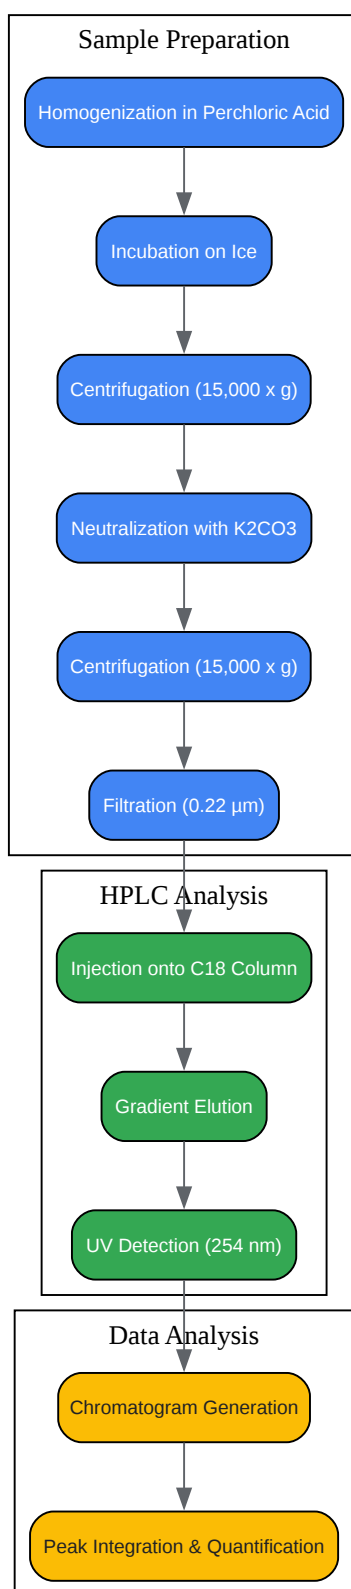 Sample Preparation
Homogenization in Perchloric Acid
Incubation on Ice
Centrifugation (15,000 x g)
Neutralization with K2CO3
Centrifugation (15,000 x g)
Filtration (0.22 µm)
HPLC Analysis
Injection onto C18 Column
Gradient Elution
UV Detection (254 nm)
Data Analysis
Chromatogram Generation
Peak Integration & Quantification